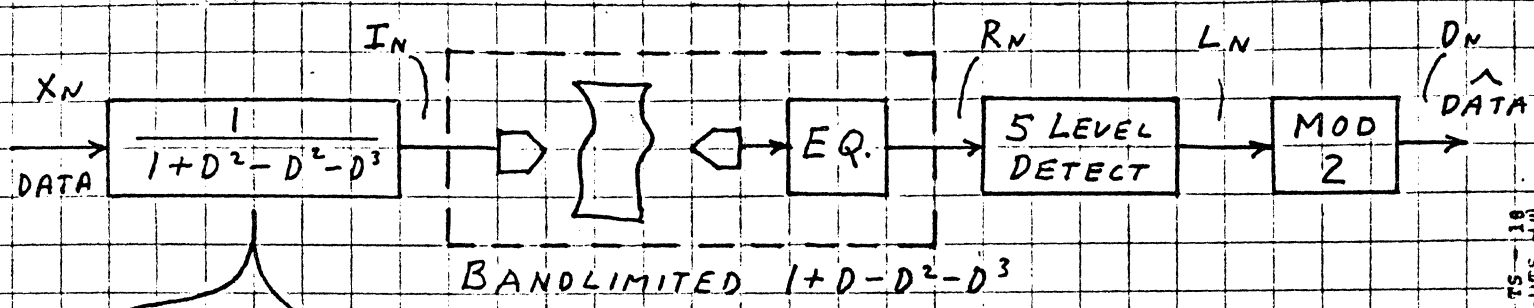 I_N
R_N
L_N
D_N
X_N
DATA
1
1 + D² - D² - D³
EQ.
5 LEVEL
DETECT
MOD
2
^
DATA
BANDLIMITED 1 + D - D² - D³